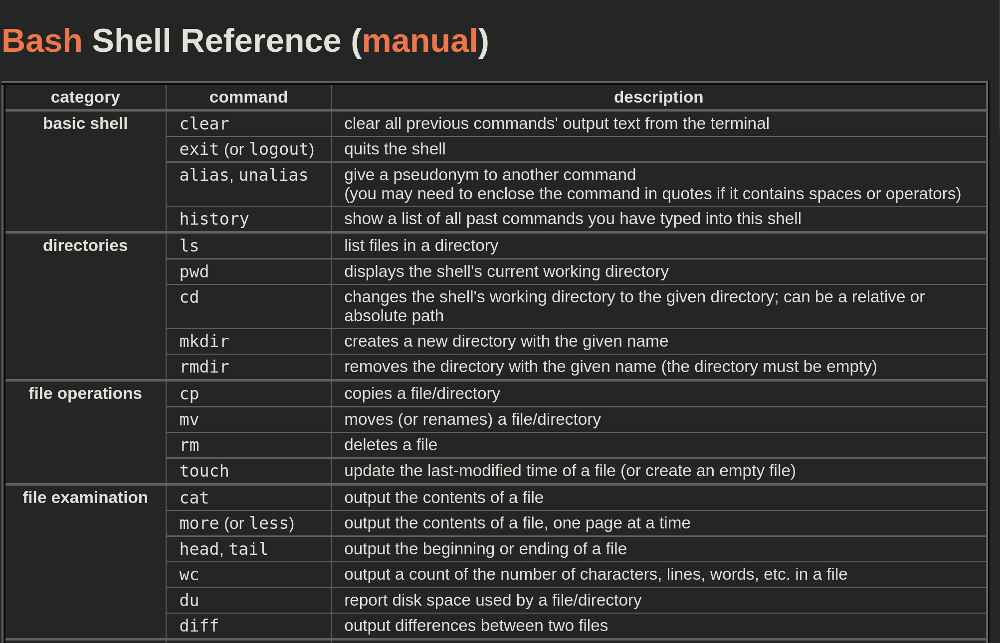 Bash Shell Reference (manual)
category command description
basic shell clear clear all previous commands' output text from the terminal
exit (or logout) quits the shell
alias, unalias give a pseudonym to another command
(you may need to enclose the command in quotes if it contains spaces or operators)
history show a list of all past commands you have typed into this shell
directories ls list files in a directory
pwd displays the shell's current working directory
cd changes the shell's working directory to the given directory; can be a relative or
absolute path
mkdir creates a new directory with the given name
rmdir removes the directory with the given name (the directory must be empty)
file operations cp copies a file/directory
mv moves (or renames) a file/directory
rm deletes a file
touch update the last-modified time of a file (or create an empty file)
file examination cat output the contents of a file
more (or less) output the contents of a file, one page at a time
head, tail output the beginning or ending of a file
wc output a count of the number of characters, lines, words, etc. in a file
du report disk space used by a file/directory
diff output differences between two files